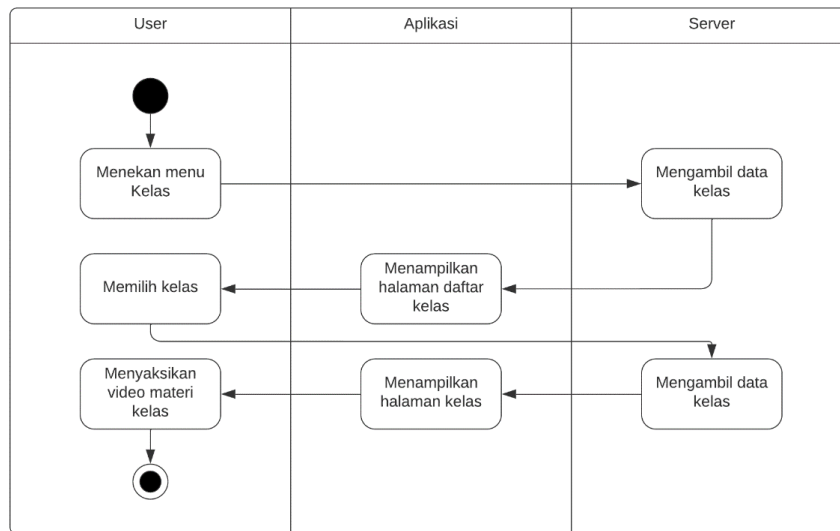 User
Aplikasi
Server
Menekan menu
Kelas
Mengambil data
kelas
Memilih kelas
Menampilkan
halaman daftar
kelas
Menyaksikan
video materi
kelas
Menampilkan
halaman kelas
Mengambil data
kelas